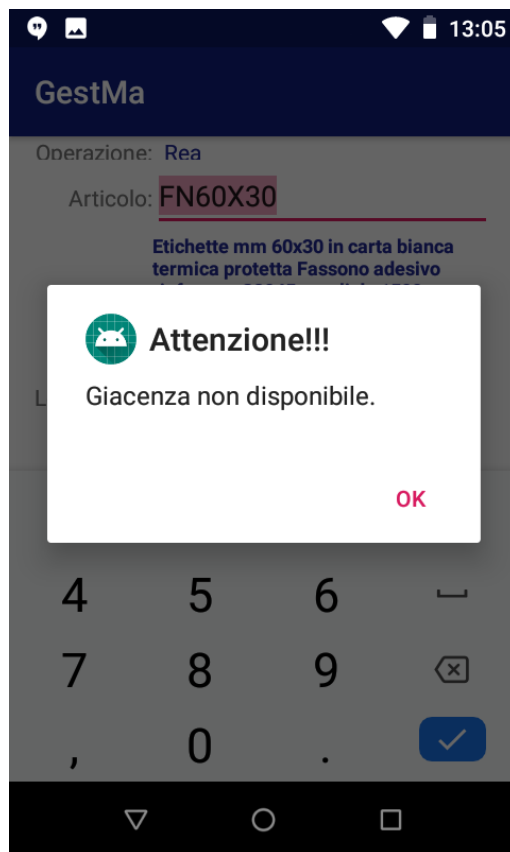 13:05
GestMa
Operazione: Rea
Articolo: FN60X30
Etichette mm 60x30 in carta bianca
termica protetta Fassono adesivo
Attenzione!!!
Giacenza non disponibile.
L
OK
4 5 6
7 8 9
, 0 .